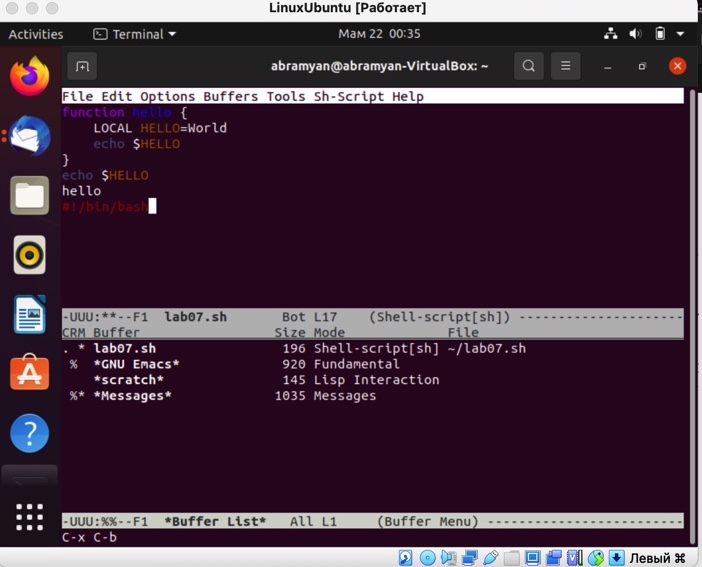 LinuxUbuntu [Работает]
Activities
Terminal
Мам 22 00:35
abramyan@abramyan-VirtualBox: ~
File Edit Options Buffers Tools Sh-Script Help
function hello {
LOCAL HELLO=World
echo $HELLO
}
echo $HELLO
hello
#!/bin/bash
-UUU:**--F1 lab07.sh Bot L17 (Shell-script[sh]) ---------------------
CRM Buffer Size Mode File
. * lab07.sh 196 Shell-script[sh] ~/lab07.sh
% *GNU Emacs* 920 Fundamental
*scratch* 145 Lisp Interaction
%* *Messages* 1035 Messages
-UUU:%%--F1 *Buffer List* All L1 (Buffer Menu) -------------------------
C-x C-b
Левый ⌘